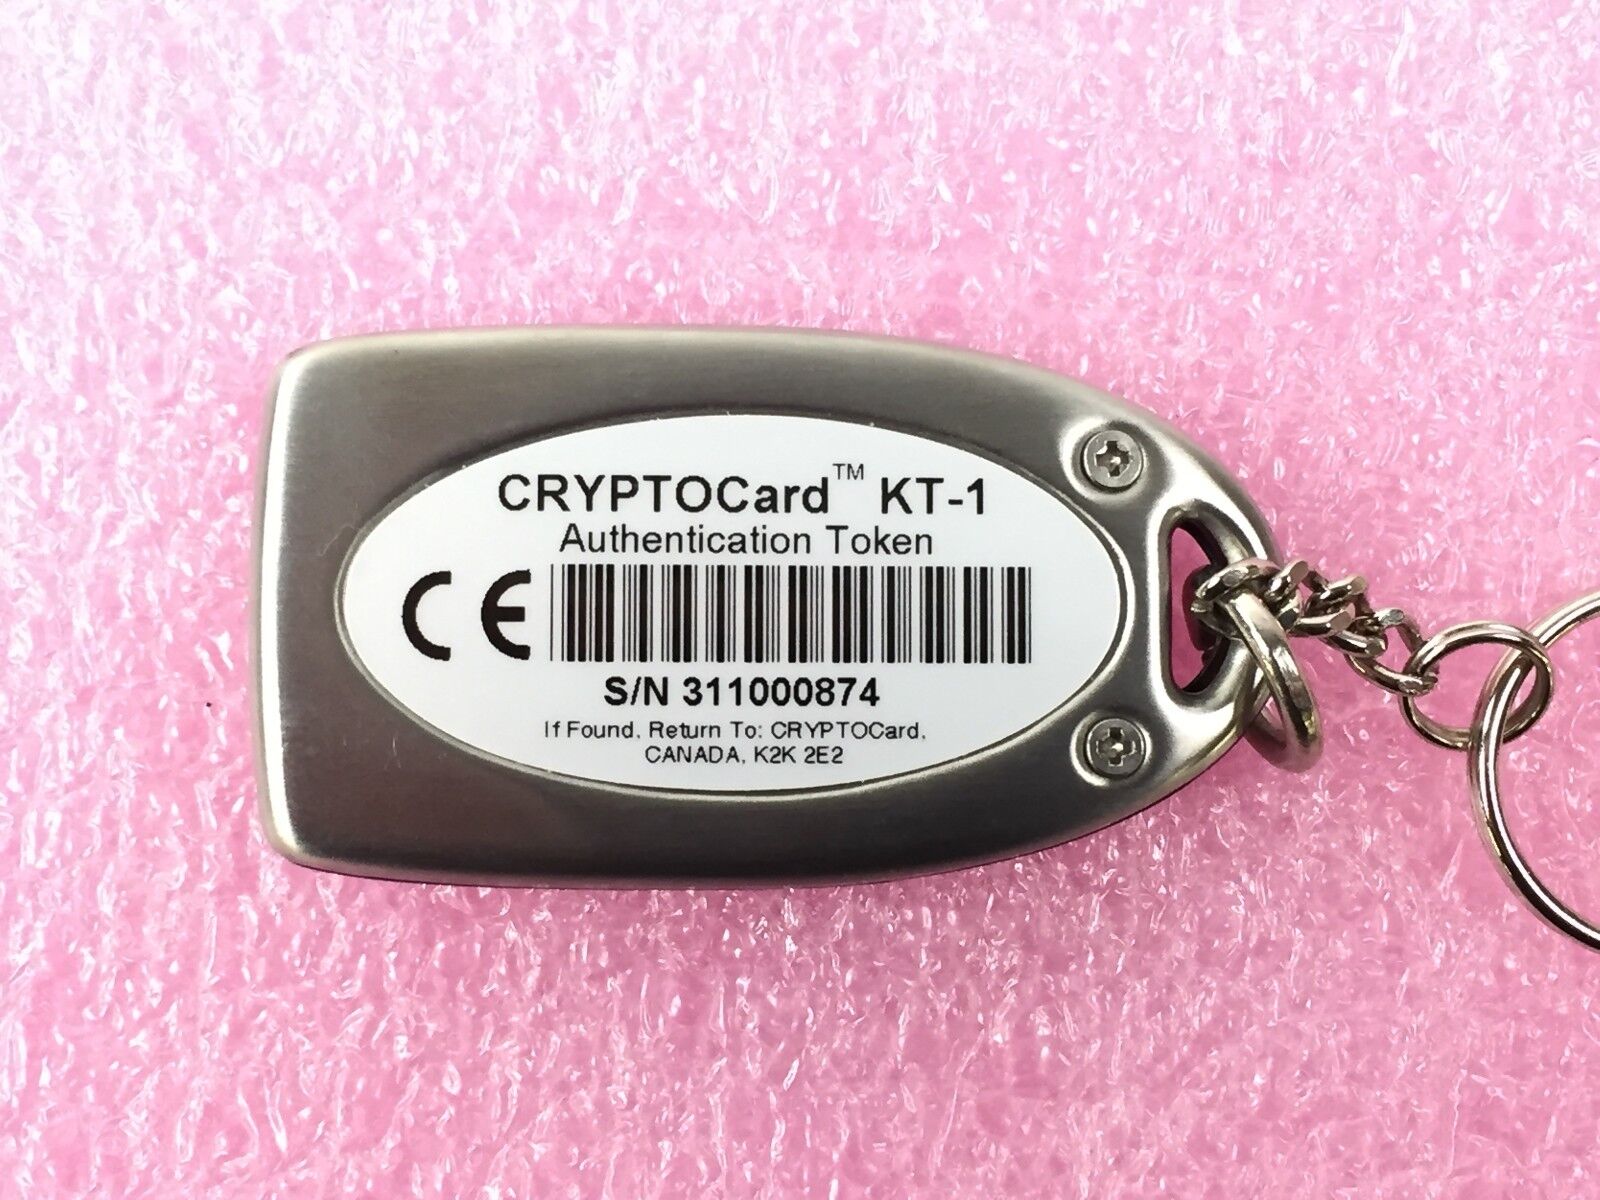 CRYPTOCard™ KT-1
Authentication Token
CE
S/N 311000874
If Found, Return To: CRYPTOCard,
CANADA, K2K 2E2